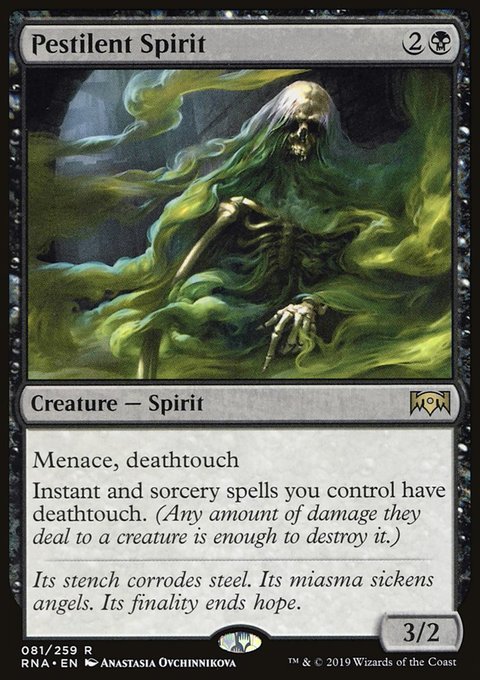 Pestilent Spirit 2
Creature — Spirit
Menace, deathtouch
Instant and sorcery spells you control have
deathtouch. (Any amount of damage they
deal to a creature is enough to destroy it.)
Its stench corrodes steel. Its miasma sickens
angels. Its finality ends hope.
3/2
081/259 R
RNA • EN Anastasia Ovchinnikova
™ & © 2019 Wizards of the Coast